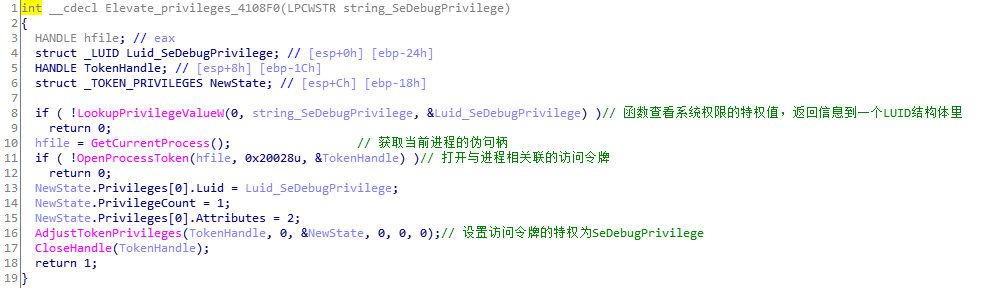 1 int __cdecl Elevate_privileges_4108F0(LPCWSTR string_SeDebugPrivilege)
2 {
3 HANDLE hfile; // eax
4 struct _LUID Luid_SeDebugPrivilege; // [esp+0h] [ebp-24h]
5 HANDLE TokenHandle; // [esp+8h] [ebp-1Ch]
6 struct _TOKEN_PRIVILEGES NewState; // [esp+Ch] [ebp-18h]
7
8 if ( !LookupPrivilegeValueW(0, string_SeDebugPrivilege, &Luid_SeDebugPrivilege) )// 函数查看系统权限的特权值，返回信息到一个LUID结构体里
9 return 0;
10 hfile = GetCurrentProcess(); // 获取当前进程的伪句柄
11 if ( !OpenProcessToken(hfile, 0x20028u, &TokenHandle) )// 打开与进程相关联的访问令牌
12 return 0;
13 NewState.Privileges[0].Luid = Luid_SeDebugPrivilege;
14 NewState.PrivilegeCount = 1;
15 NewState.Privileges[0].Attributes = 2;
16 AdjustTokenPrivileges(TokenHandle, 0, &NewState, 0, 0, 0);// 设置访问令牌的特权为SeDebugPrivilege
17 CloseHandle(TokenHandle);
18 return 1;
19 }